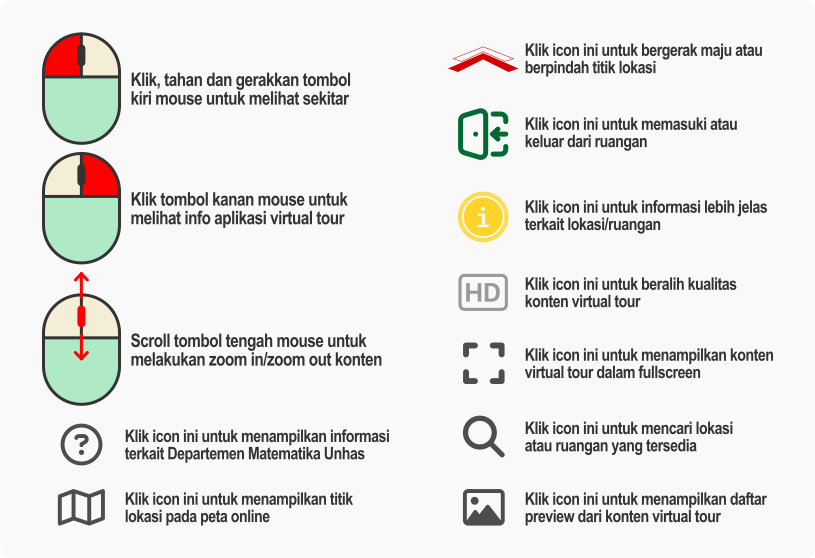 Klik, tahan dan gerakkan tombol
kiri mouse untuk melihat sekitar
Klik tombol kanan mouse untuk
melihat info aplikasi virtual tour
Scroll tombol tengah mouse untuk
melakukan zoom in/zoom out konten
?
Klik icon ini untuk menampilkan informasi
terkait Departemen Matematika Unhas
Klik icon ini untuk menampilkan titik
lokasi pada peta online
Klik icon ini untuk bergerak maju atau
berpindah titik lokasi
Klik icon ini untuk memasuki atau
keluar dari ruangan
i
Klik icon ini untuk informasi lebih jelas
terkait lokasi/ruangan
HD
Klik icon ini untuk beralih kualitas
konten virtual tour
Klik icon ini untuk menampilkan konten
virtual tour dalam fullscreen
Klik icon ini untuk mencari lokasi
atau ruangan yang tersedia
Klik icon ini untuk menampilkan daftar
preview dari konten virtual tour